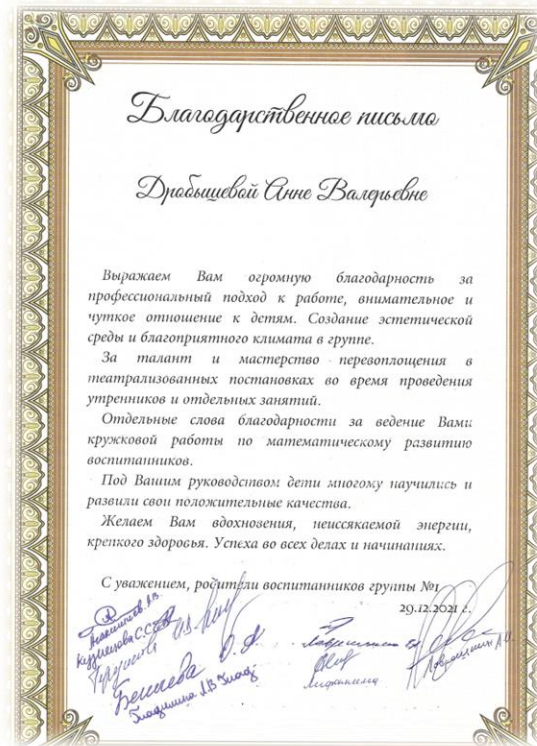 Благодарственное письмо
Дробышевой Анне Валерьевне
Выражаем Вам огромную благодарность за
профессиональный подход к работе, внимательное и
чуткое отношение к детям. Создание эстетической
среды и благоприятного климата в группе.
За талант и мастерство перевоплощения в
театрализованных постановках во время проведения
утренников и отдельных занятий.
Отдельные слова благодарности за ведение Вами
кружковой работы по математическому развитию
воспитанников.
Под Вашим руководством дети многому научились и
развили свои положительные качества.
Желаем Вам вдохновения, неиссякаемой энергии,
крепкого здоровья. Успеха во всех делах и начинаниях.
С уважением, родители воспитанников группы №1
29.12.2021 г.
Кузнецова С.С.